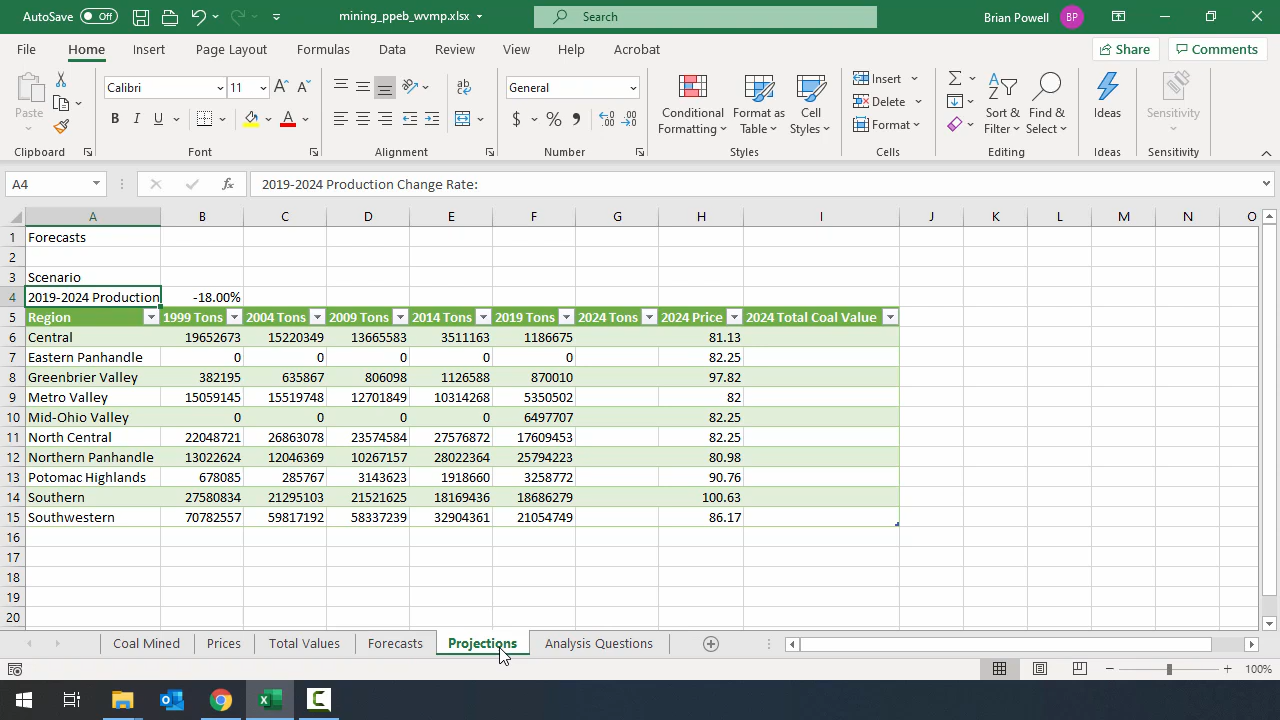 AutoSave Off mining_ppeb_wvmp.xlsx Search Brian Powell BP
File Home Insert Page Layout Formulas Data Review View Help Acrobat Share Comments
Paste Calibri 11 A A ab General $ % , Conditional Formatting Format as Table Cell Styles Insert Delete Format Sort & Filter Find & Select Ideas Sensitivity
B I U A
Clipboard Font Alignment Number Styles Cells Editing Ideas Sensitivity
A4 fx 2019-2024 Production Change Rate:
A B C D E F G H I J K L M N O
1 Forecasts
2
3 Scenario
4 2019-2024 Production -18.00%
5 Region 1999 Tons 2004 Tons 2009 Tons 2014 Tons 2019 Tons 2024 Tons 2024 Price 2024 Total Coal Value
6 Central 19652673 15220349 13665583 3511163 1186675 81.13
7 Eastern Panhandle 0 0 0 0 0 82.25
8 Greenbrier Valley 382195 635867 806098 1126588 870010 97.82
9 Metro Valley 15059145 15519748 12701849 10314268 5350502 82
10 Mid-Ohio Valley 0 0 0 0 6497707 82.25
11 North Central 22048721 26863078 23574584 27576872 17609453 82.25
12 Northern Panhandle 13022624 12046369 10267157 28022364 25794223 80.98
13 Potomac Highlands 678085 285767 3143623 1918660 3258772 90.76
14 Southern 27580834 21295103 21521625 18169436 18686279 100.63
15 Southwestern 70782557 59817192 58337239 32904361 21054749 86.17
16
17
18
19
20
Coal Mined Prices Total Values Forecasts Projections Analysis Questions
100%